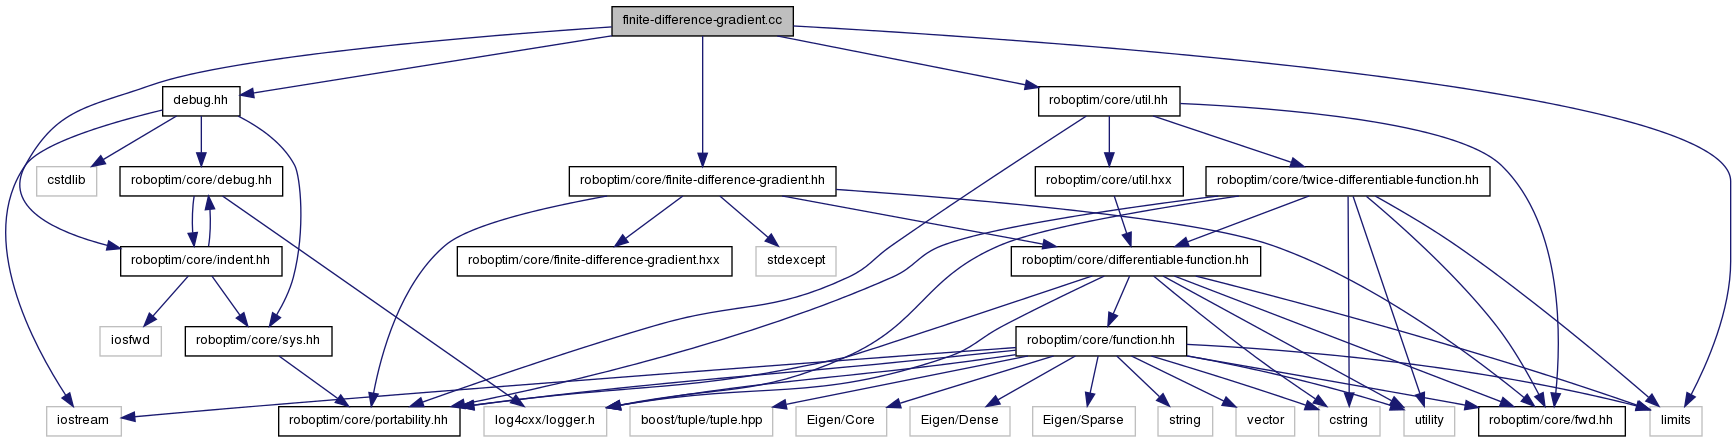 finite-difference-gradient.cc
debug.hh
roboptim/core/util.hh
cstdlib
roboptim/core/debug.hh
roboptim/core/finite-difference-gradient.hh
roboptim/core/util.hxx
roboptim/core/twice-differentiable-function.hh
roboptim/core/indent.hh
roboptim/core/finite-difference-gradient.hxx
stdexcept
roboptim/core/differentiable-function.hh
iosfwd
roboptim/core/sys.hh
roboptim/core/function.hh
iostream
roboptim/core/portability.hh
log4cxx/logger.h
boost/tuple/tuple.hpp
Eigen/Core
Eigen/Dense
Eigen/Sparse
string
vector
cstring
utility
roboptim/core/fwd.hh
limits